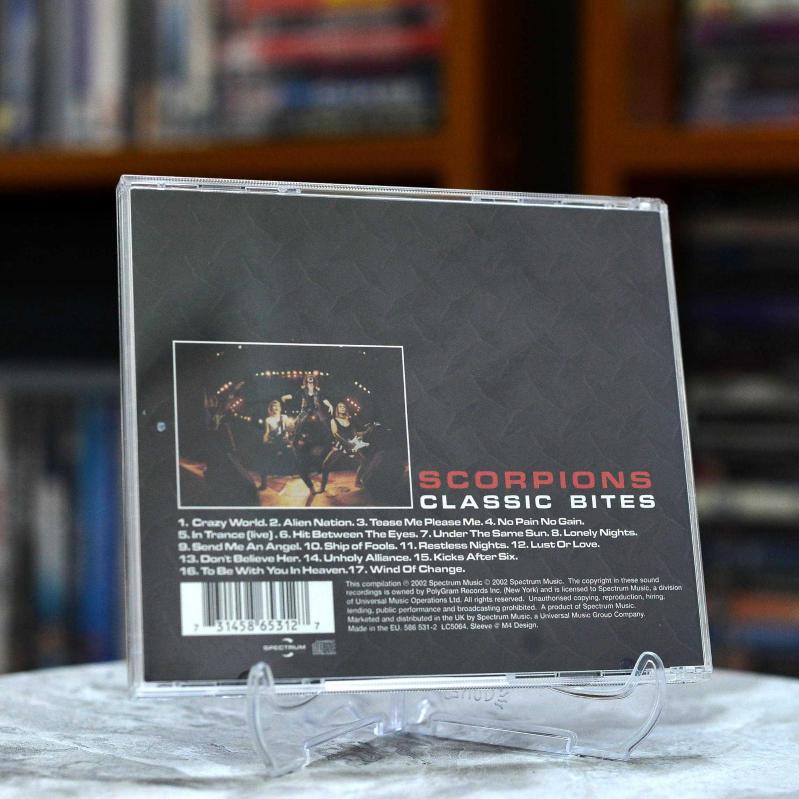 SCORPIONS
CLASSIC BITES
1. Crazy World. 2. Alien Nation. 3. Tease Me Please Me. 4. No Pain No Gain.
5. In Trance (live) . 6. Hit Between The Eyes. 7. Under The Same Sun. 8. Lonely Nights.
9. Send Me An Angel. 10. Ship of Fools. 11. Restless Nights. 12. Lust Or Love.
13. Don't Believe Her. 14. Unholy Alliance. 15. Kicks After Six.
16. To Be With You In Heaven. 17. Wind Of Change.
This compilation ℗ 2002 Spectrum Music © 2002 Spectrum Music. The copyright in these sound
recordings is owned by PolyGram Records Inc. (New York) and is licensed to Spectrum Music, a division
of Universal Music Operations Ltd. All rights reserved. Unauthorised copying, reproduction, hiring,
lending, public performance and broadcasting prohibited. A product of Spectrum Music.
Marketed and distributed in the UK by Spectrum Music, a Universal Music Group Company.
Made in the EU. 586 531-2 LC5064. Sleeve @ M4 Design.
7 31458-65312 7
SPECTRUM